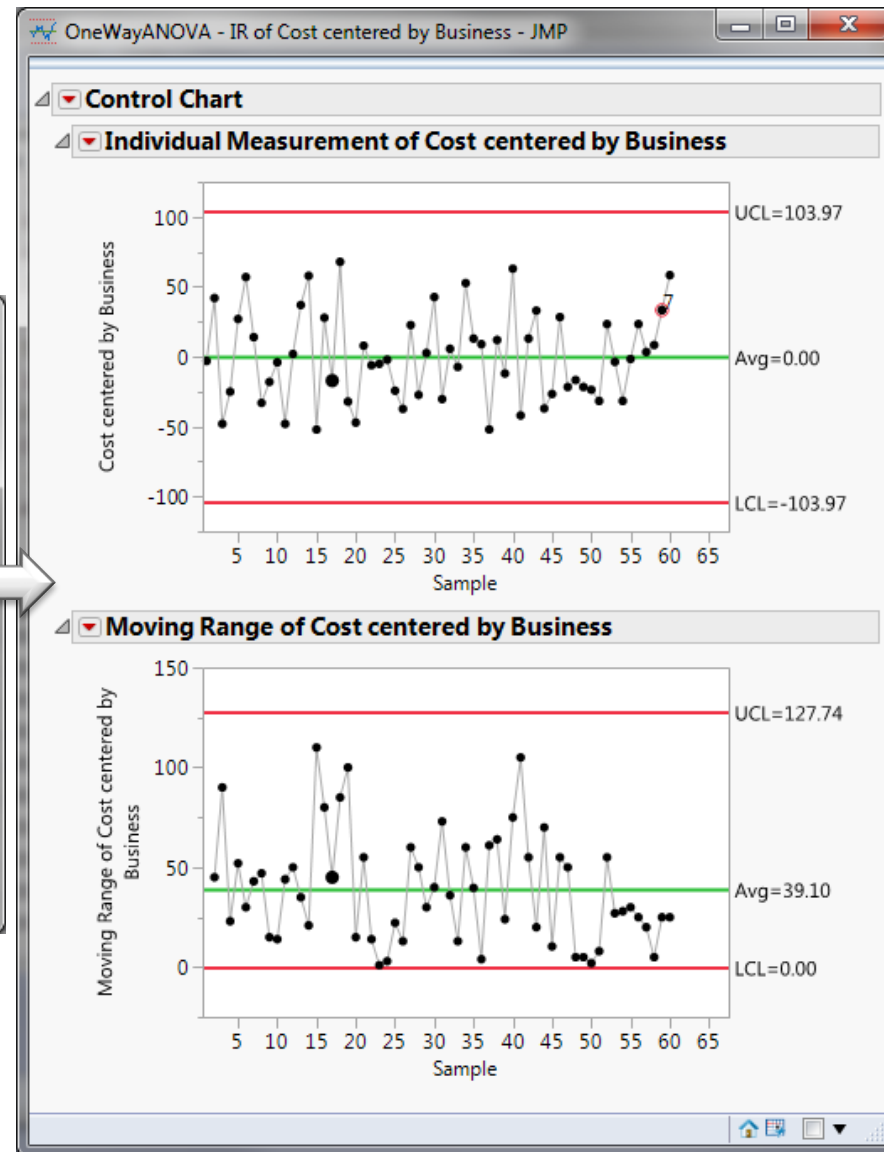 OneWayANOVA - IR of Cost centered by Business - JMP
Control Chart
Individual Measurement of Cost centered by Business
Cost centered by Business
100
50
0
-50
-100
7
UCL=103.97
Avg=0.00
LCL=-103.97
5 10 15 20 25 30 35 40 45 50 55 60 65
Sample
Moving Range of Cost centered by Business
Moving Range of Cost centered by
Business
150
100
50
0
UCL=127.74
Avg=39.10
LCL=0.00
5 10 15 20 25 30 35 40 45 50 55 60 65
Sample